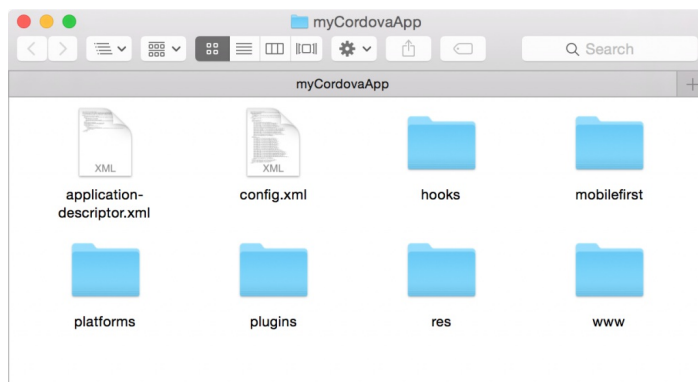 myCordovaApp
Search
myCordovaApp
XML
XML
application-
descriptor.xml
config.xml
hooks
mobilefirst
platforms
plugins
res
www